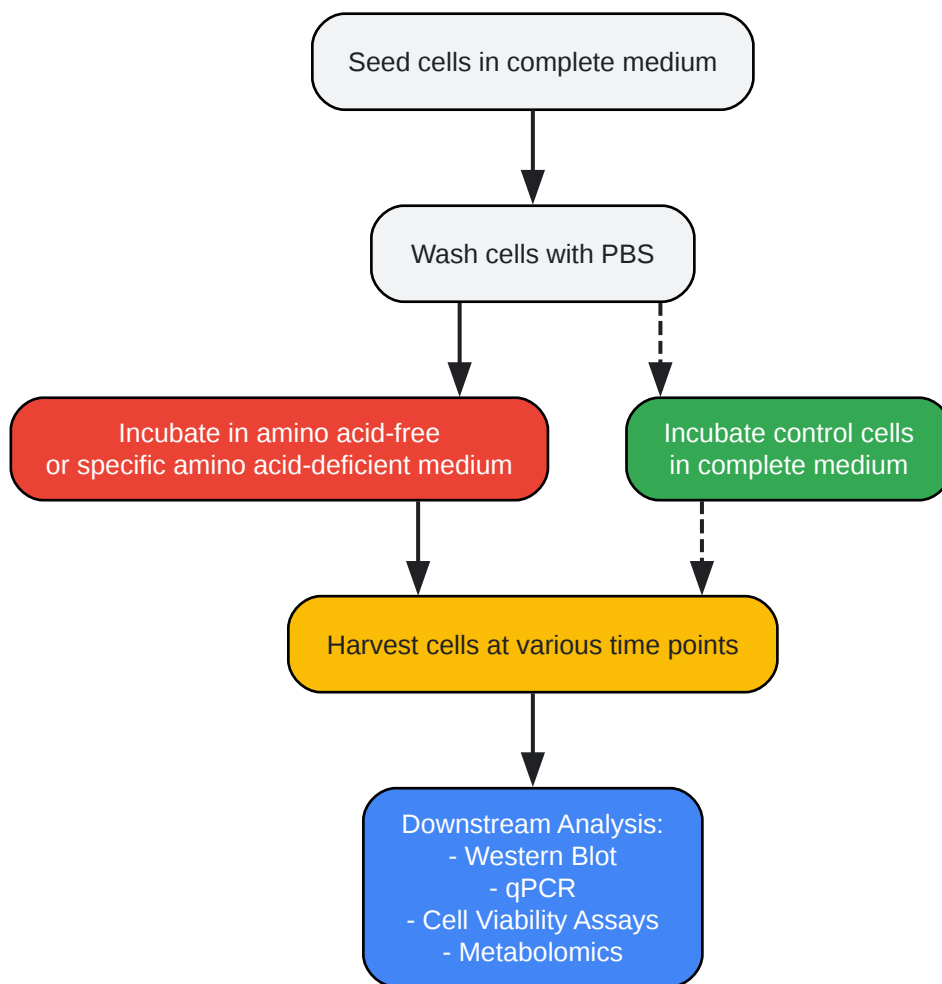 Seed cells in complete medium
Wash cells with PBS
Incubate in amino acid-free
or specific amino acid-deficient medium
Incubate control cells
in complete medium
Harvest cells at various time points
Downstream Analysis:
- Western Blot
- qPCR
- Cell Viability Assays
- Metabolomics